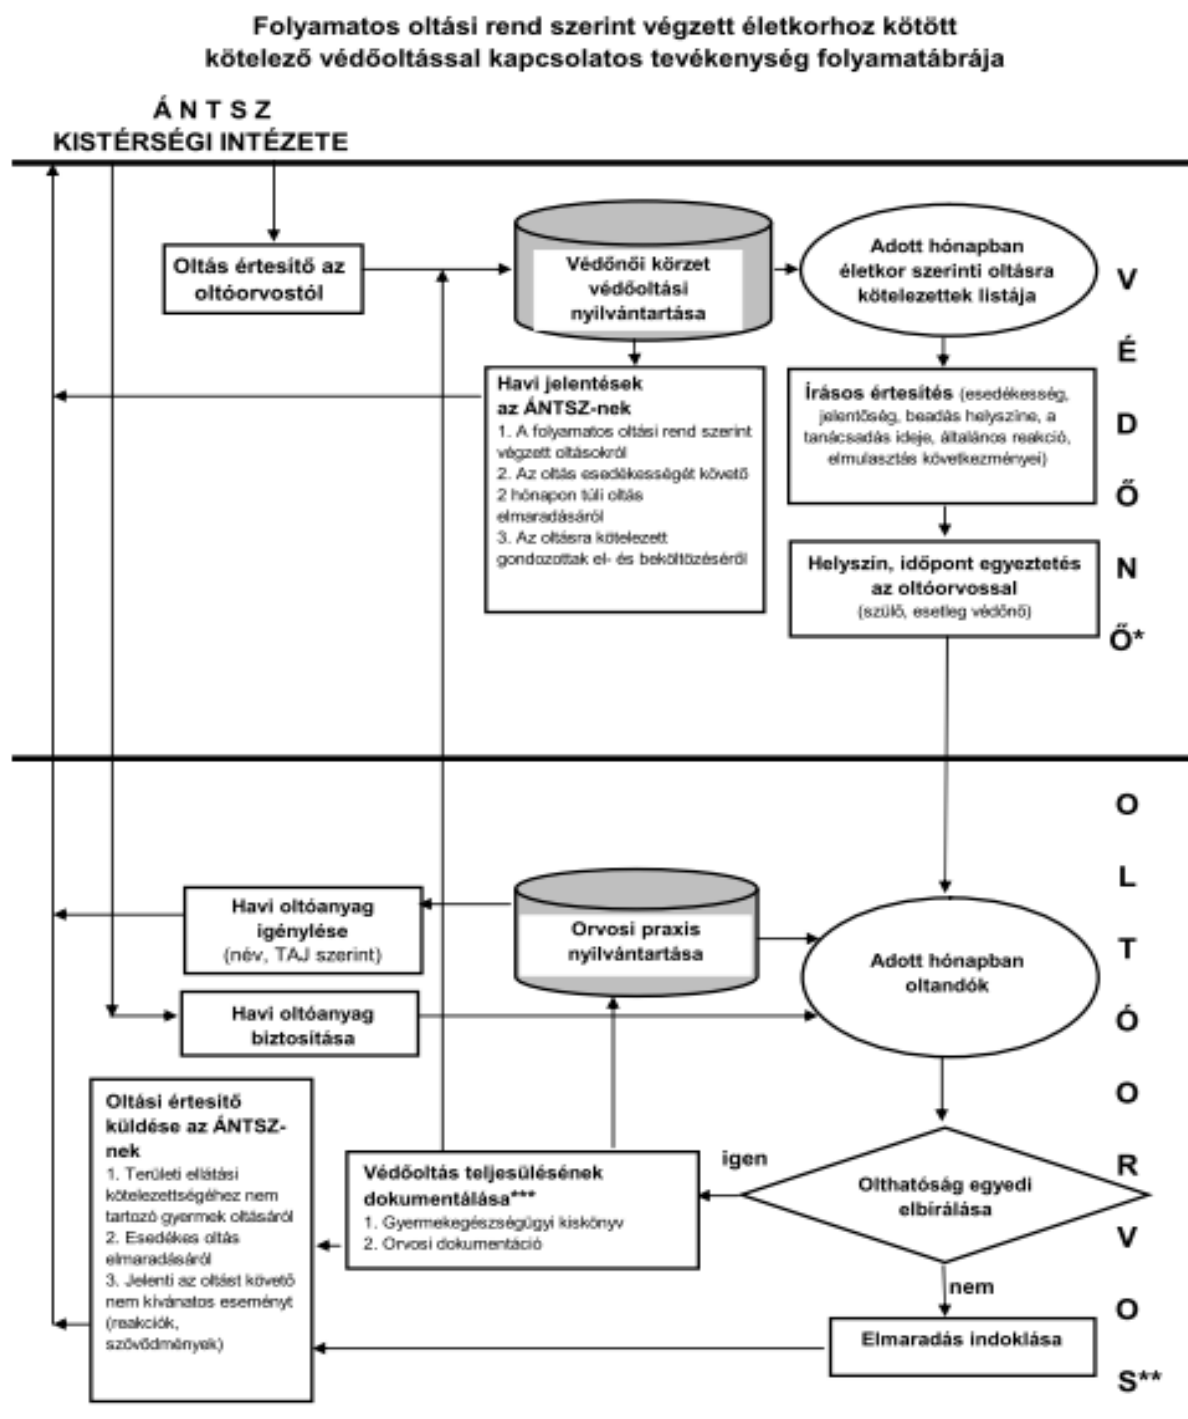 Folyamatos oltási rend szerint végzett életkorhoz kötött
kötelező védőoltással kapcsolatos tevékenység folyamatábrája
Á N T S Z
KISTÉRSÉGI INTÉZETE
Oltás értesítő az
oltóorvostól
Védőnői körzet
védőoltási
nyilvántartása
Adott hónapban
életkor szerinti oltásra
kötelezettek listája
Havi jelentések
az ÁNTSZ-nek
1. A folyamatos oltási rend szerint
végzett oltásokról
2. Az oltás esedékességét követő
2 hónapon túli oltás
elmaradásáról
3. Az oltásra kötelezett
gondozottak el- és beköltözéséről
Írásos értesítés (esedékesség,
jelentőség, beadás helyszíne, a
tanácsadás ideje, általános reakció,
elmulasztás következményei)
Helyszín, időpont egyeztetés
az oltóorvossal
(szülő, esetleg védőnő)
V
É
D
Ő
N
Ő*
Havi oltóanyag
igénylése
(név, TAJ szerint)
Orvosi praxis
nyilvántartása
Adott hónapban
oltandók
Havi oltóanyag
biztosítása
Oltási értesítő
küldése az ÁNTSZ-
nek
1. Területi ellátási
kötelezettségéhez nem
tartozó gyermek oltásáról
2. Esedékes oltás
elmaradásáról
3. Jelenti az oltást követő
nem kívánatos eseményt
(reakciók,
szövődmények)
Védőoltás teljesülésének
dokumentálása***
1. Gyermekegészségügyi kiskönyv
2. Orvosi dokumentáció
igen
Olthatóság egyedi
elbírálása
nem
Elmaradás indoklása
O
L
T
Ó
O
R
V
O
S**